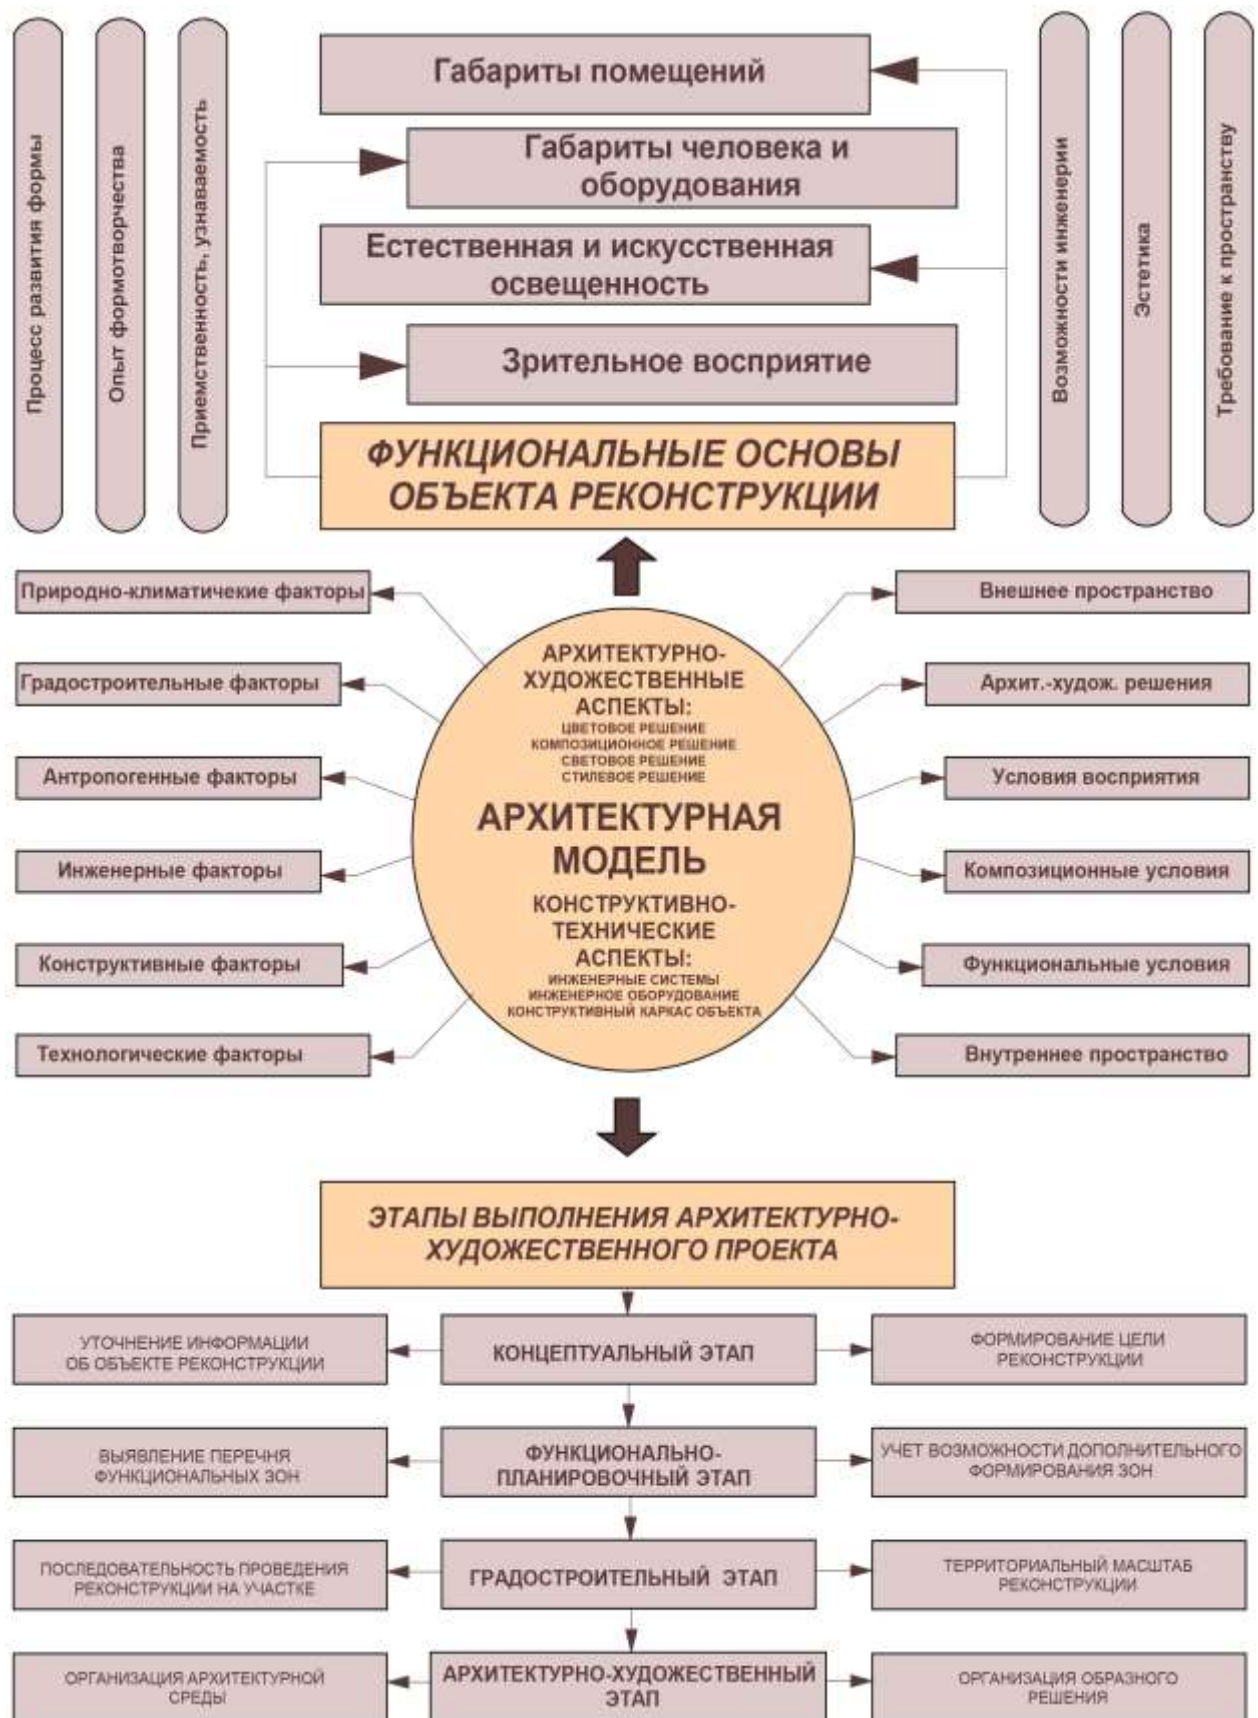 Процесс развития формы
Опыт формотворчества
Приемственность, узнаваемость
Габариты помещений
Габариты человека и
оборудования
Естественная и искусственная
освещенность
Зрительное восприятие
ФУНКЦИОНАЛЬНЫЕ ОСНОВЫ
ОБЪЕКТА РЕКОНСТРУКЦИИ
Возможности инженерии
Эстетика
Требование к пространству
Природно-климатичекие факторы
Градостроительные факторы
Антропогенные факторы
Инженерные факторы
Конструктивные факторы
Технологические факторы
АРХИТЕКТУРНО-
ХУДОЖЕСТВЕННЫЕ
АСПЕКТЫ:
ЦВЕТОВОЕ РЕШЕНИЕ
КОМПОЗИЦИОННОЕ РЕШЕНИЕ
СВЕТОВОЕ РЕШЕНИЕ
СТИЛЕВОЕ РЕШЕНИЕ
АРХИТЕКТУРНАЯ
МОДЕЛЬ
КОНСТРУКТИВНО-
ТЕХНИЧЕСКИЕ
АСПЕКТЫ:
ИНЖЕНЕРНЫЕ СИСТЕМЫ
ИНЖЕНЕРНОЕ ОБОРУДОВАНИЕ
КОНСТРУКТИВНЫЙ КАРКАС ОБЪЕКТА
Внешнее пространство
Архит.-худож. решения
Условия восприятия
Композиционные условия
Функциональные условия
Внутреннее пространство
ЭТАПЫ ВЫПОЛНЕНИЯ АРХИТЕКТУРНО-
ХУДОЖЕСТВЕННОГО ПРОЕКТА
УТОЧНЕНИЕ ИНФОРМАЦИИ
ОБ ОБЪЕКТЕ РЕКОНСТРУКЦИИ
КОНЦЕПТУАЛЬНЫЙ ЭТАП
ФОРМИРОВАНИЕ ЦЕЛИ
РЕКОНСТРУКЦИИ
ВЫЯВЛЕНИЕ ПЕРЕЧНЯ
ФУНКЦИОНАЛЬНЫХ ЗОН
ФУНКЦИОНАЛЬНО-
ПЛАНИРОВОЧНЫЙ ЭТАП
УЧЕТ ВОЗМОЖНОСТИ ДОПОЛНИТЕЛЬНОГО
ФОРМИРОВАНИЯ ЗОН
ПОСЛЕДОВАТЕЛЬНОСТЬ ПРОВЕДЕНИЯ
РЕКОНСТРУКЦИИ НА УЧАСТКЕ
ГРАДОСТРОИТЕЛЬНЫЙ ЭТАП
ТЕРРИТОРИАЛЬНЫЙ МАСШТАБ
РЕКОНСТРУКЦИИ
ОРГАНИЗАЦИЯ АРХИТЕКТУРНОЙ
СРЕДЫ
АРХИТЕКТУРНО-ХУДОЖЕСТВЕННЫЙ
ЭТАП
ОРГАНИЗАЦИЯ ОБРАЗНОГО
РЕШЕНИЯ